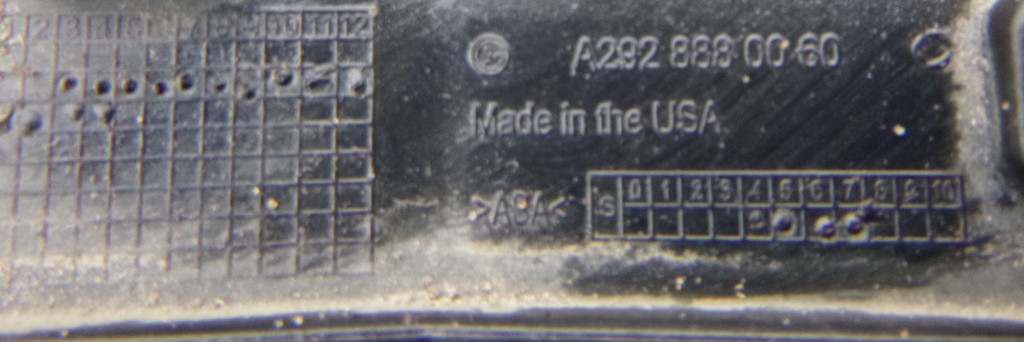 1 2 3 4 5 6 7 8 9 10 11 12
A292 888 00 60
Made in the USA
>ASA<
S 0 1 2 3 4 5 6 7 8 9 10